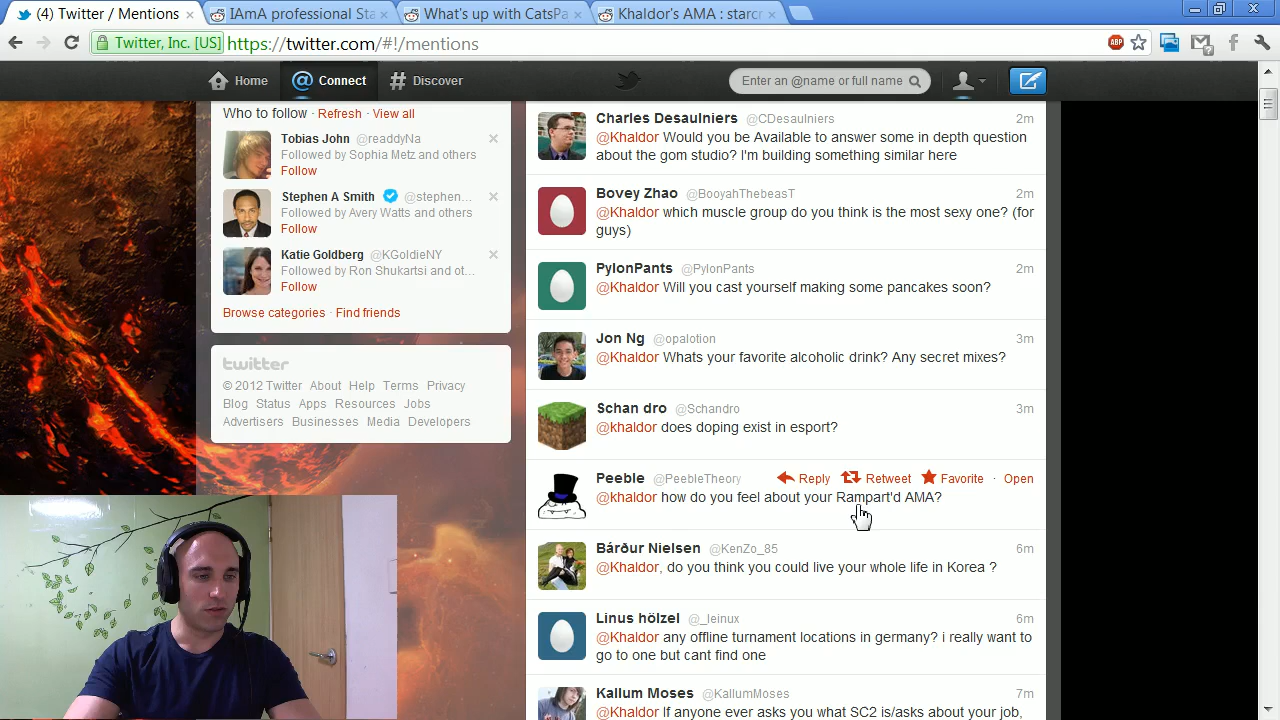 (4) Twitter / Mentions
IAmA professional Sta
What's up with CatsPa
Khaldor's AMA : starcr
Twitter, Inc. [US]
https://twitter.com/#!/mentions
ABP
Home
@ Connect
# Discover
Enter an @name or full name
Who to follow · Refresh · View all
Tobias John @readdyNa
Followed by Sophia Metz and others
Follow
Stephen A Smith @stephen...
Followed by Avery Watts and others
Follow
Katie Goldberg @KGoldieNY
Followed by Ron Shukartsi and ot...
Follow
Browse categories · Find friends
twitter
© 2012 Twitter About Help Terms Privacy
Blog Status Apps Resources Jobs
Advertisers Businesses Media Developers
Charles Desaulniers @CDesaulniers 2m
@Khaldor Would you be Available to answer some in depth question
about the gom studio? I'm building something similar here
Bovey Zhao @BooyahThebeasT 2m
@Khaldor which muscle group do you think is the most sexy one? (for
guys)
PylonPants @PylonPants 2m
@Khaldor Will you cast yourself making some pancakes soon?
Jon Ng @opalotion 3m
@Khaldor Whats your favorite alcoholic drink? Any secret mixes?
Schan dro @Schandro 3m
@khaldor does doping exist in esport?
Peeble @PeebleTheory Reply Retweet Favorite · Open
@khaldor how do you feel about your Rampart'd AMA?
Bárður Nielsen @KenZo_85 6m
@Khaldor, do you think you could live your whole life in Korea ?
Linus hölzel @_leinux 6m
@Khaldor any offline turnament locations in germany? i really want to
go to one but cant find one
Kallum Moses @KallumMoses 7m
@Khaldor If anyone ever asks you what SC2 is/asks about your job,